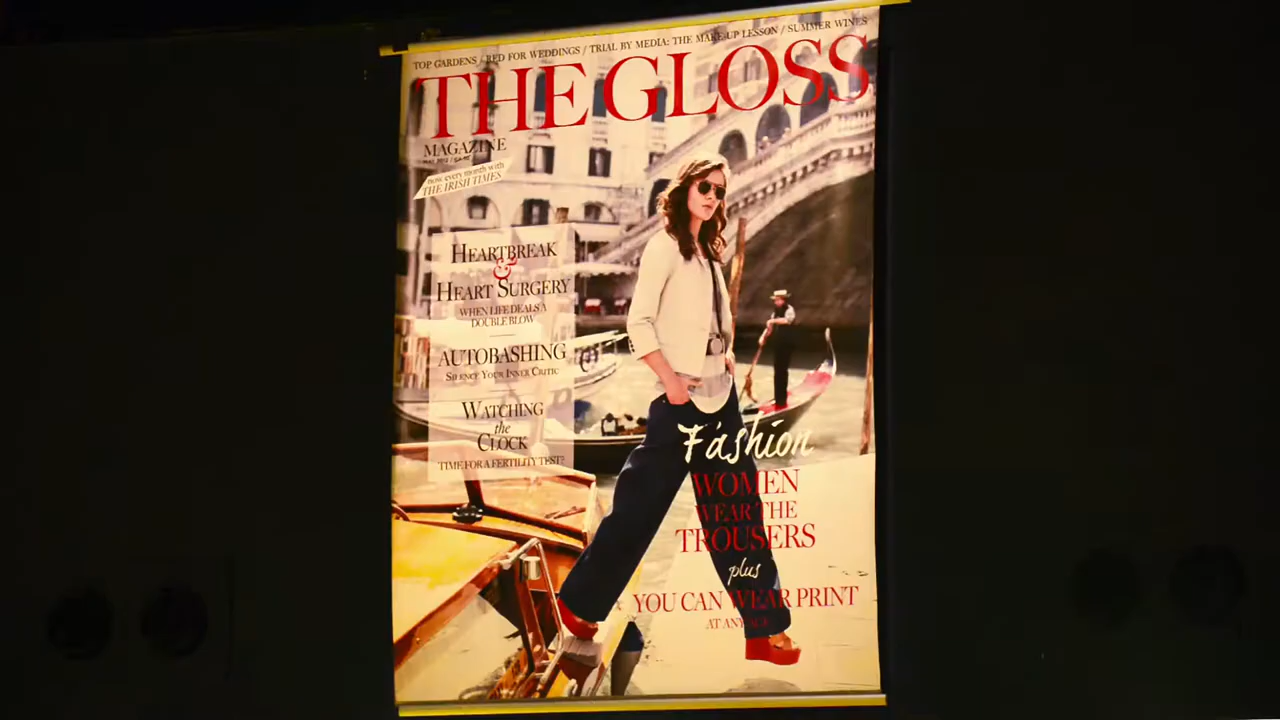 TOP GARDENS / RED FOR WEDDINGS / TRIAL BY MEDIA: THE MAKE-UP LESSON / SUMMER WINES
THE GLOSS
MAGAZINE
now every month with
THE IRISH TIMES
HEARTBREAK
&
HEART SURGERY
WHEN LIFE DEALS A
DOUBLE BLOW
AUTOBASHING
SILENCE YOUR INNER CRITIC
WATCHING
the
CLOCK
TIME FOR A FERTILITY TEST?
Fashion
WOMEN
WEAR THE
TROUSERS
plus
YOU CAN WEAR PRINT
AT ANY AGE